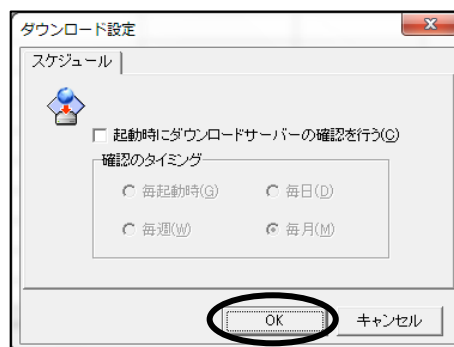 ダウンロード設定
スケジュール
起動時にダウンロードサーバーの確認を行う(C)
確認のタイミング
毎起動時(G) 毎日(D)
毎週(W) 毎月(M)
OK キャンセル